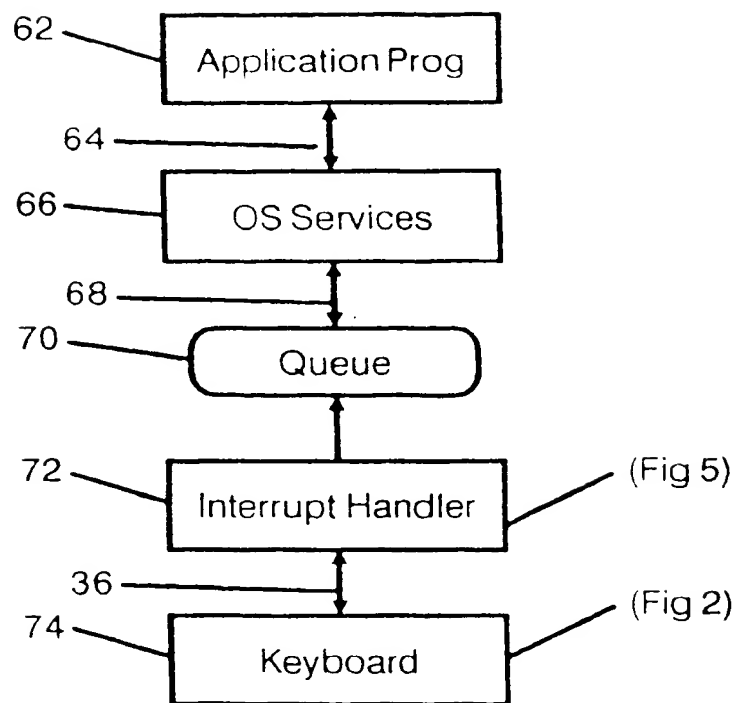 62
Application Prog
64
66
OS Services
68
70
Queue
72
Interrupt Handler
(Fig 5)
36
74
Keyboard
(Fig 2)